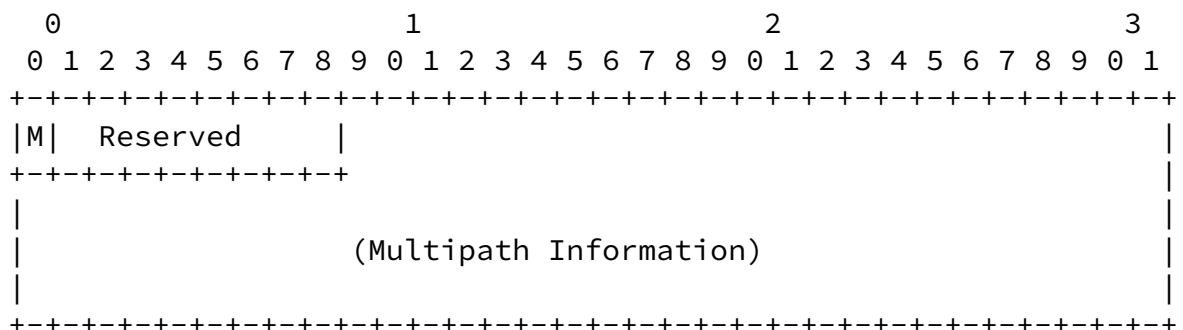 0                   1                   2                   3
 0 1 2 3 4 5 6 7 8 9 0 1 2 3 4 5 6 7 8 9 0 1 2 3 4 5 6 7 8 9 0 1
+-+-+-+-+-+-+-+-+-+-+-+-+-+-+-+-+-+-+-+-+-+-+-+-+-+-+-+-+-+-+-+-+
|M|  Reserved     |                                              |
+-+-+-+-+-+-+-+-+-+                                              |
|                                                                |
|                  (Multipath Information)                       |
|                                                                |
+-+-+-+-+-+-+-+-+-+-+-+-+-+-+-+-+-+-+-+-+-+-+-+-+-+-+-+-+-+-+-+-+